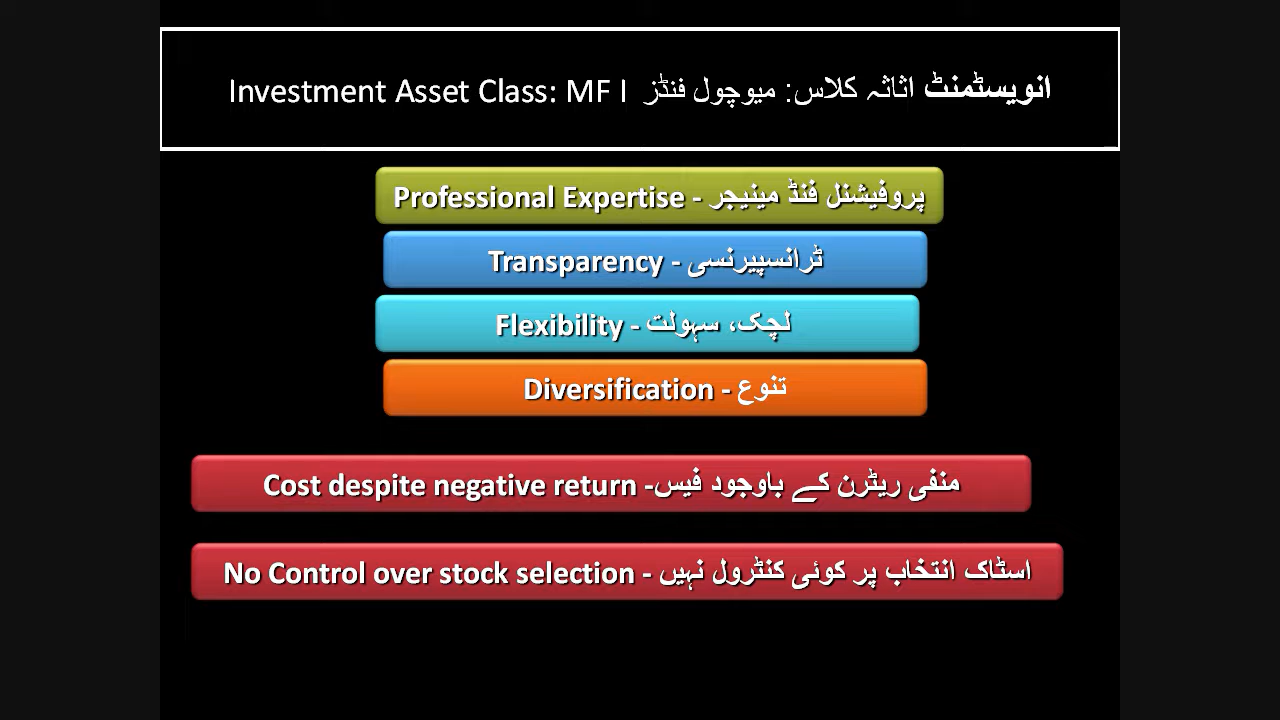 Investment Asset Class: MF I انویسٹمنٹ اثاثہ کلاس: میوچول فنڈز
Professional Expertise - پروفیشنل فنڈ مینیجر
Transparency - ٹرانسپیرنسی
Flexibility - لچک، سہولت
Diversification - تنوع
Cost despite negative return -منفی ریٹرن کے باوجود فیس
No Control over stock selection - اسٹاک انتخاب پر کوئی کنٹرول نہیں